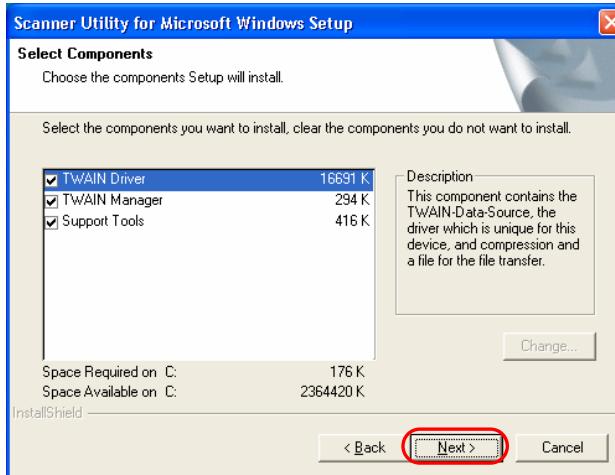 Scanner Utility for Microsoft Windows Setup
Select Components
Choose the components Setup will install.
Select the components you want to install, clear the components you do not want to install.
TWAIN Driver 16691 K
TWAIN Manager 294 K
Support Tools 416 K
Description
This component contains the
TWAIN-Data-Source, the
driver which is unique for this
device, and compression and
a file for the file transfer.
Change...
Space Required on C: 176 K
Space Available on C: 2364420 K
InstallShield
< Back Next > Cancel